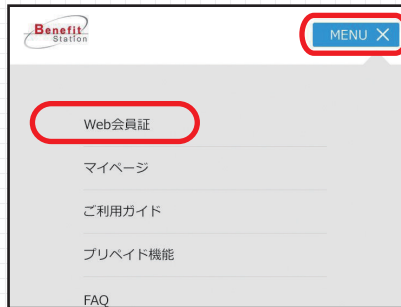 Benefit
Station
MENU ×
Web会員証
マイページ
ご利用ガイド
プリペイド機能
FAQ